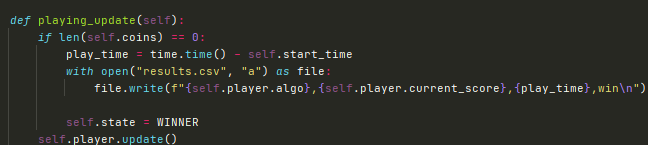 def playing_update(self):
if len(self.coins) == 0:
play_time = time.time() - self.start_time
with open("results.csv", "a") as file:
file.write(f"{self.player.algo},{self.player.current_score},{play_time},win\n")
self.state = WINNER
self.player.update()